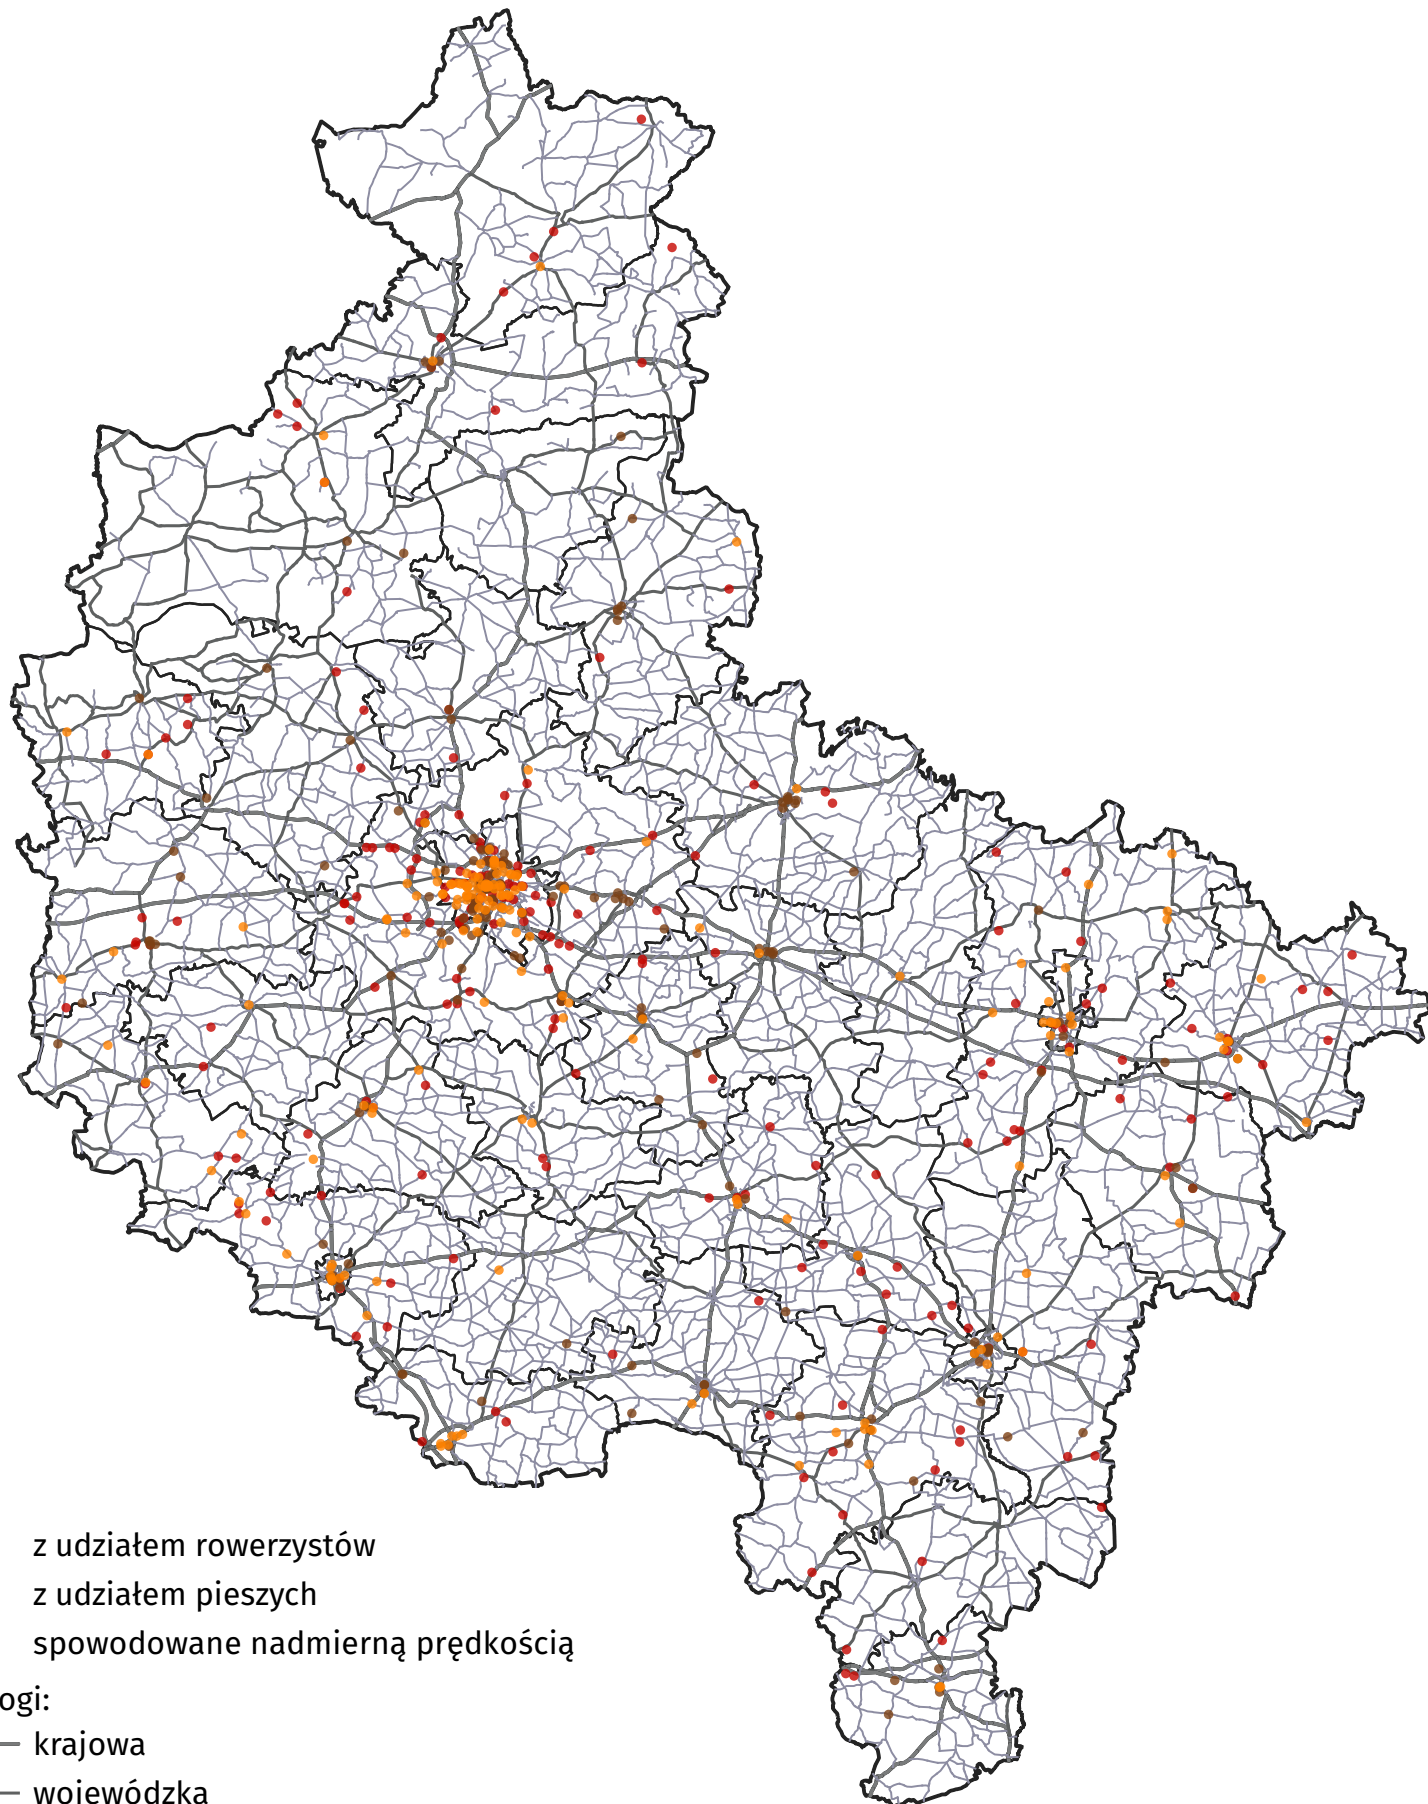 z udziałem rowerzystów
z udziałem pieszych
spowodowane nadmierną prędkością
ogi:
krajowa
wojewódzka